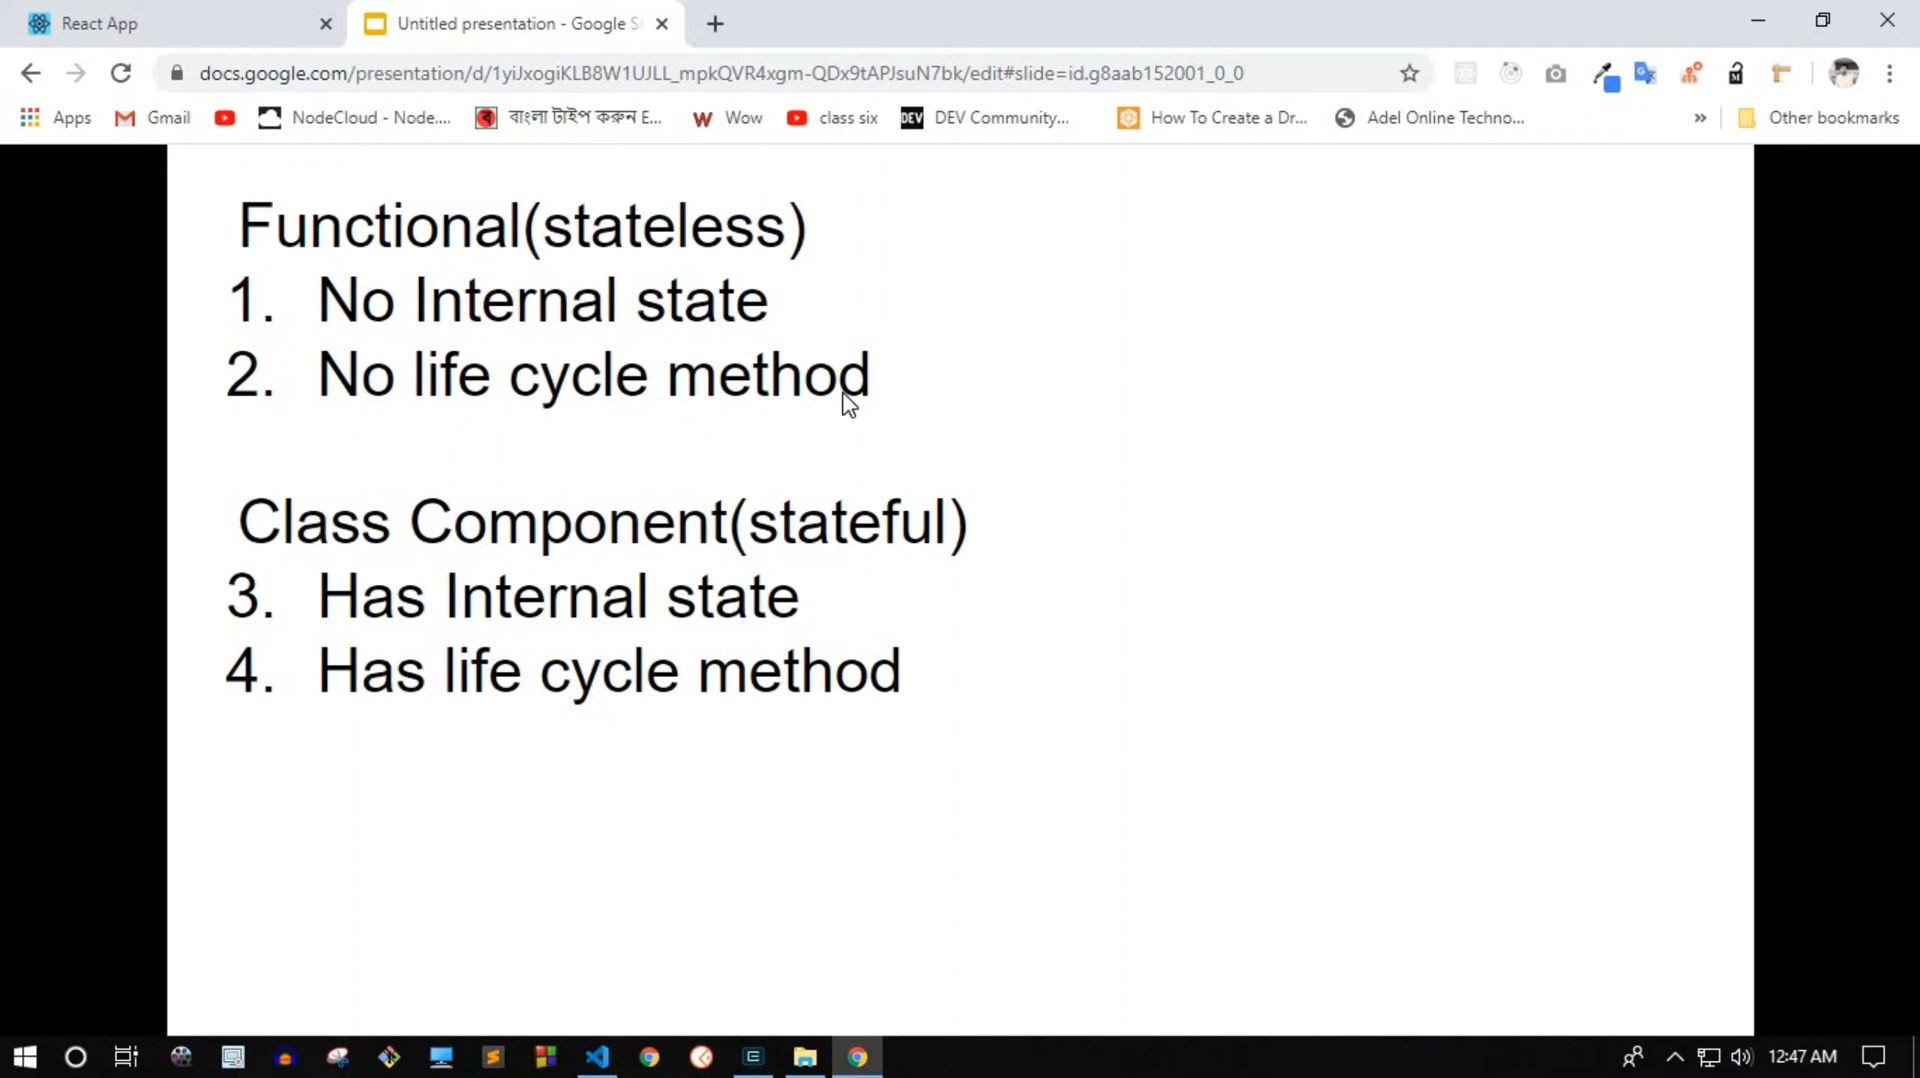 React App
Untitled presentation - Google S
docs.google.com/presentation/d/1yiJxogiKLB8W1UJLL_mpkQVR4xgm-QDx9tAPJsuN7bk/edit#slide=id.g8aab152001_0_0
Apps Gmail NodeCloud - Node.... বাংলা টাইপ করুন E... Wow class six DEV DEV Community... How To Create a Dr... Adel Online Techno... » Other bookmarks
Functional(stateless)
1. No Internal state
2. No life cycle method
Class Component(stateful)
3. Has Internal state
4. Has life cycle method
12:47 AM